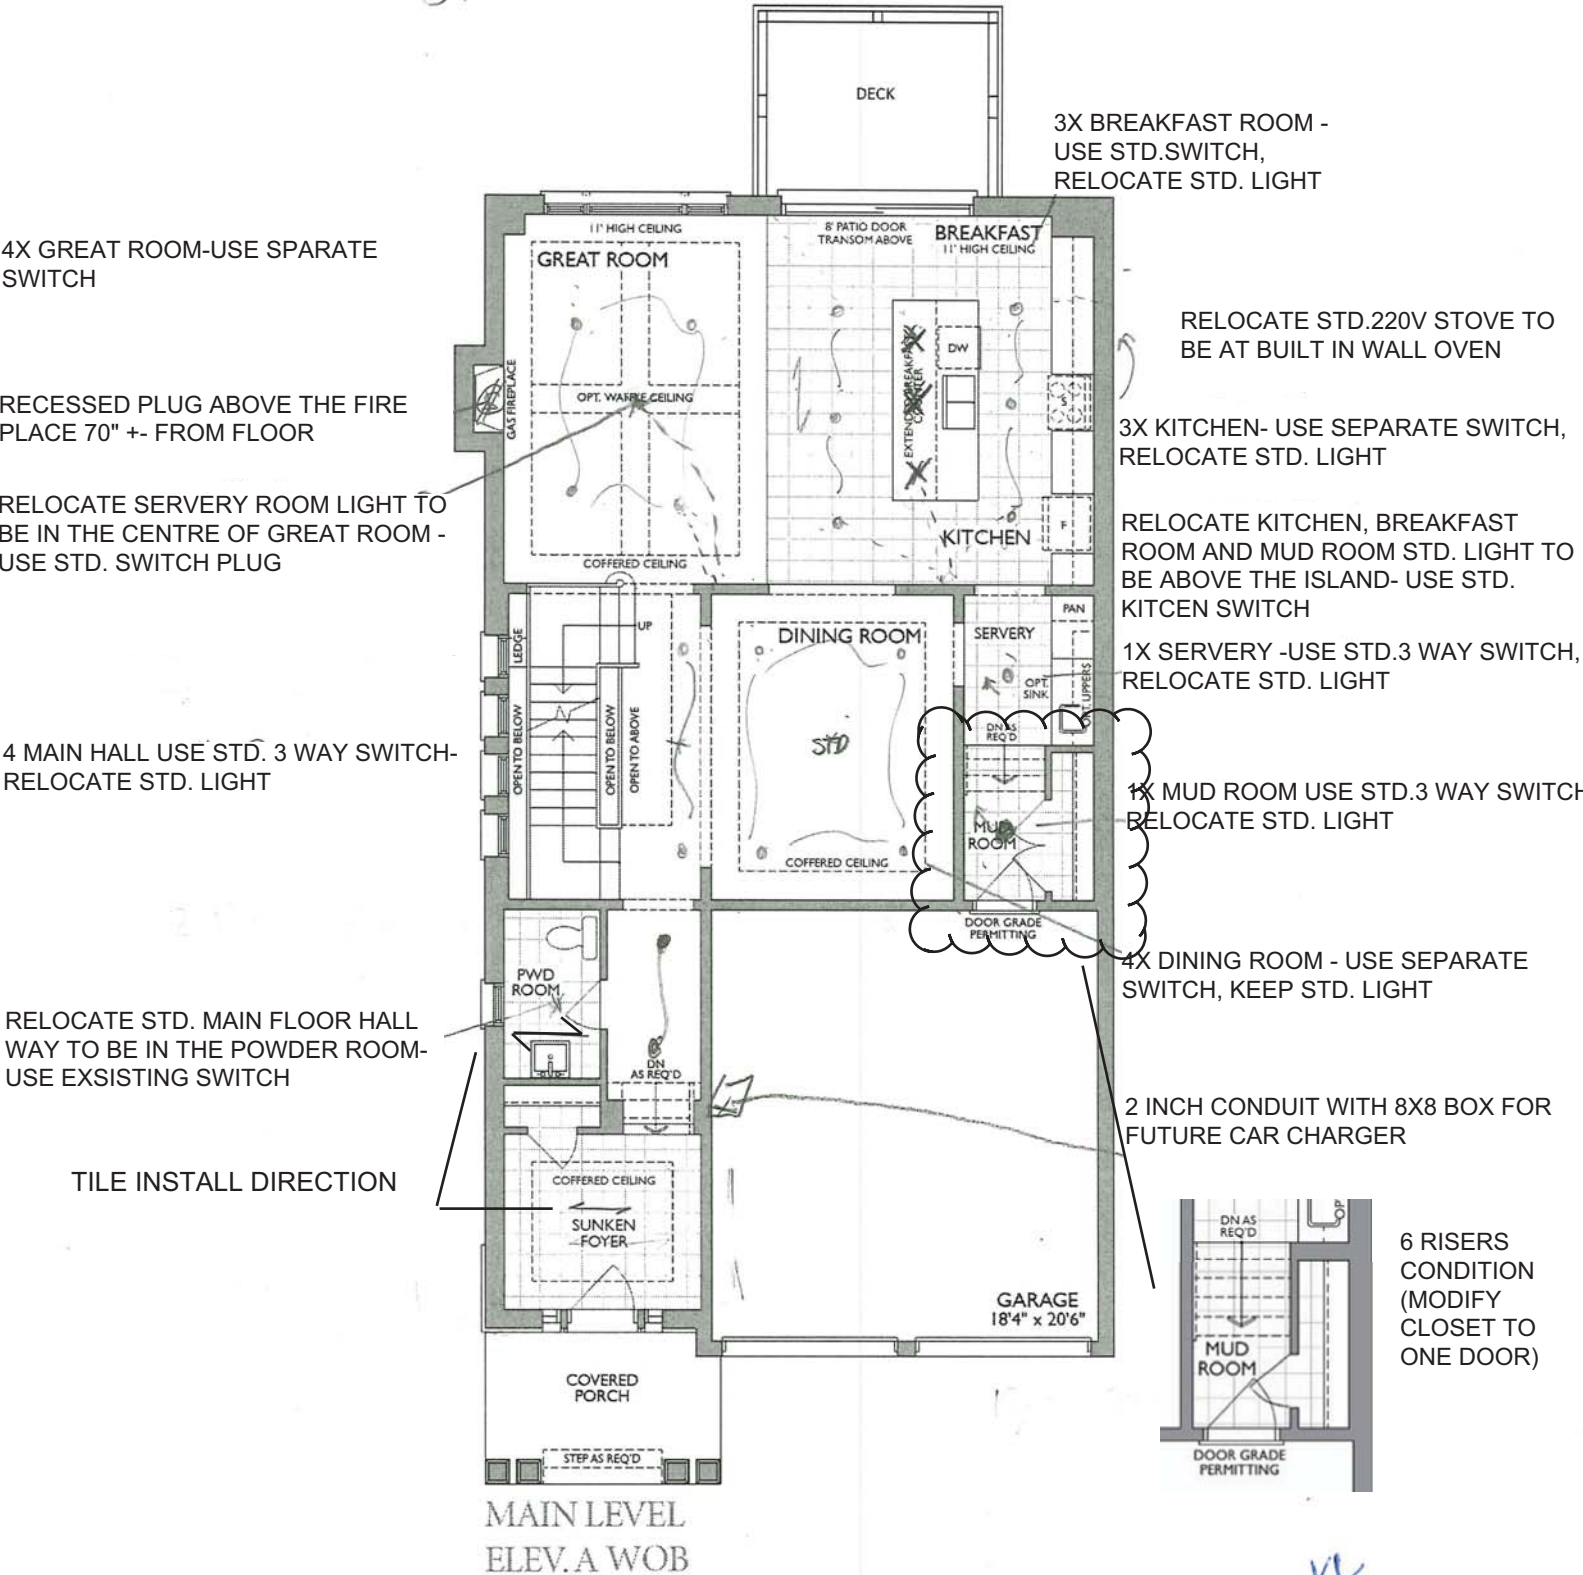 DECK
3X BREAKFAST ROOM -
USE STD.SWITCH,
RELOCATE STD. LIGHT
4X GREAT ROOM-USE SPARATE
SWITCH
11' HIGH CEILING
GREAT ROOM
8' PATIO DOOR
TRANSOM ABOVE
BREAKFAST
11' HIGH CEILING
RELOCATE STD.220V STOVE TO
BE AT BUILT IN WALL OVEN
DW
S
GAS FIREPLACE
OPT. WAFFLE CEILING
EXTENDED BREAKFAST
RECESSED PLUG ABOVE THE FIRE
PLACE 70" +- FROM FLOOR
3X KITCHEN- USE SEPARATE SWITCH,
RELOCATE STD. LIGHT
RELOCATE SERVERY ROOM LIGHT TO
BE IN THE CENTRE OF GREAT ROOM -
USE STD. SWITCH PLUG
F
KITCHEN
COFFERED CEILING
RELOCATE KITCHEN, BREAKFAST
ROOM AND MUD ROOM STD. LIGHT TO
BE ABOVE THE ISLAND- USE STD.
KITCEN SWITCH
LEDGE
UP
DINING ROOM
SERVERY
PAN
OPT.
SINK
OPT. UPPERS
1X SERVERY -USE STD.3 WAY SWITCH,
RELOCATE STD. LIGHT
OPEN TO BELOW
OPEN TO BELOW
OPEN TO ABOVE
STD
DN AS
REQ'D
4 MAIN HALL USE STD. 3 WAY SWITCH-
RELOCATE STD. LIGHT
1X MUD ROOM USE STD.3 WAY SWITCH
RELOCATE STD. LIGHT
MUD
ROOM
COFFERED CEILING
DOOR GRADE
PERMITTING
4X DINING ROOM - USE SEPARATE
SWITCH, KEEP STD. LIGHT
PWD
ROOM
RELOCATE STD. MAIN FLOOR HALL
WAY TO BE IN THE POWDER ROOM-
USE EXSISTING SWITCH
DN
AS REQ'D
2 INCH CONDUIT WITH 8X8 BOX FOR
FUTURE CAR CHARGER
TILE INSTALL DIRECTION
COFFERED CEILING
SUNKEN
FOYER
GARAGE
18'4" x 20'6"
DN AS
REQ'D
OP
MUD
ROOM
DOOR GRADE
PERMITTING
6 RISERS
CONDITION
(MODIFY
CLOSET TO
ONE DOOR)
COVERED
PORCH
STEP AS REQ'D
MAIN LEVEL
ELEV. A WOB